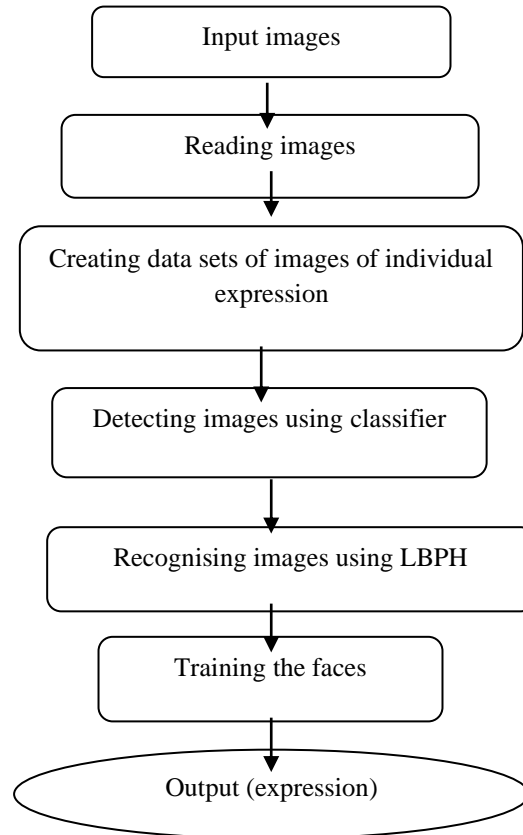 Input images
Reading images
Creating data sets of images of individual
expression
Detecting images using classifier
Recognising images using LBPH
Training the faces
Output (expression)